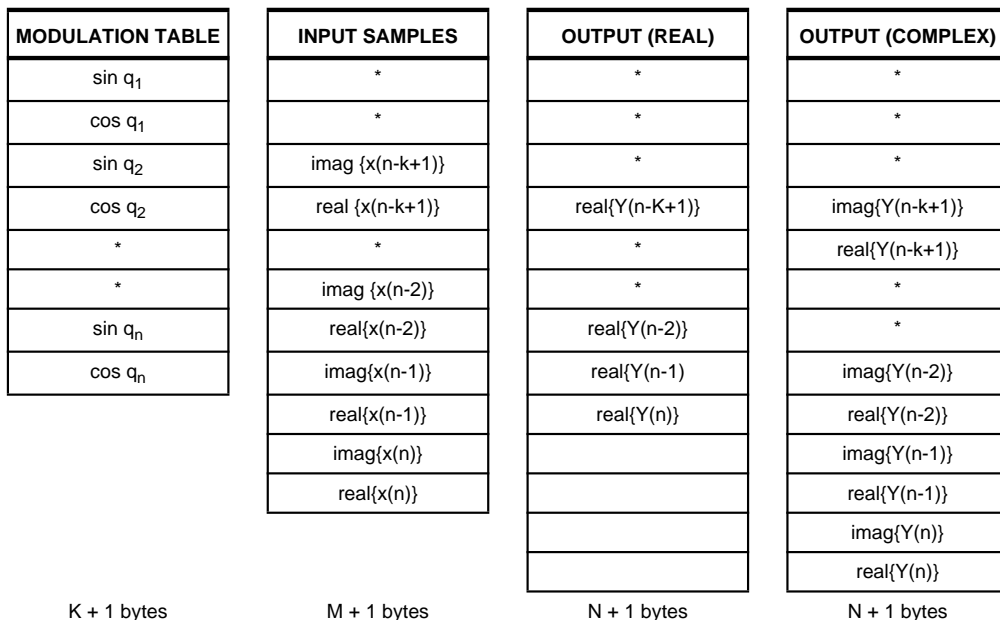 MODULATION TABLE
sin q1
cos q1
sin q2
cos q2
*
*
sin qn
cos qn
K + 1 bytes
INPUT SAMPLES
*
*
imag {x(n-k+1)}
real {x(n-k+1)}
*
imag {x(n-2)}
real{x(n-2)}
imag{x(n-1)}
real{x(n-1)}
imag{x(n)}
real{x(n)}
M + 1 bytes
OUTPUT (REAL)
*
*
*
real{Y(n-K+1)}
*
*
real{Y(n-2)}
real{Y(n-1)
real{Y(n)}
N + 1 bytes
OUTPUT (COMPLEX)
*
*
*
imag{Y(n-k+1)}
real{Y(n-k+1)}
*
*
imag{Y(n-2)}
real{Y(n-2)}
imag{Y(n-1)}
real{Y(n-1)}
imag{Y(n)}
real{Y(n)}
N + 1 bytes